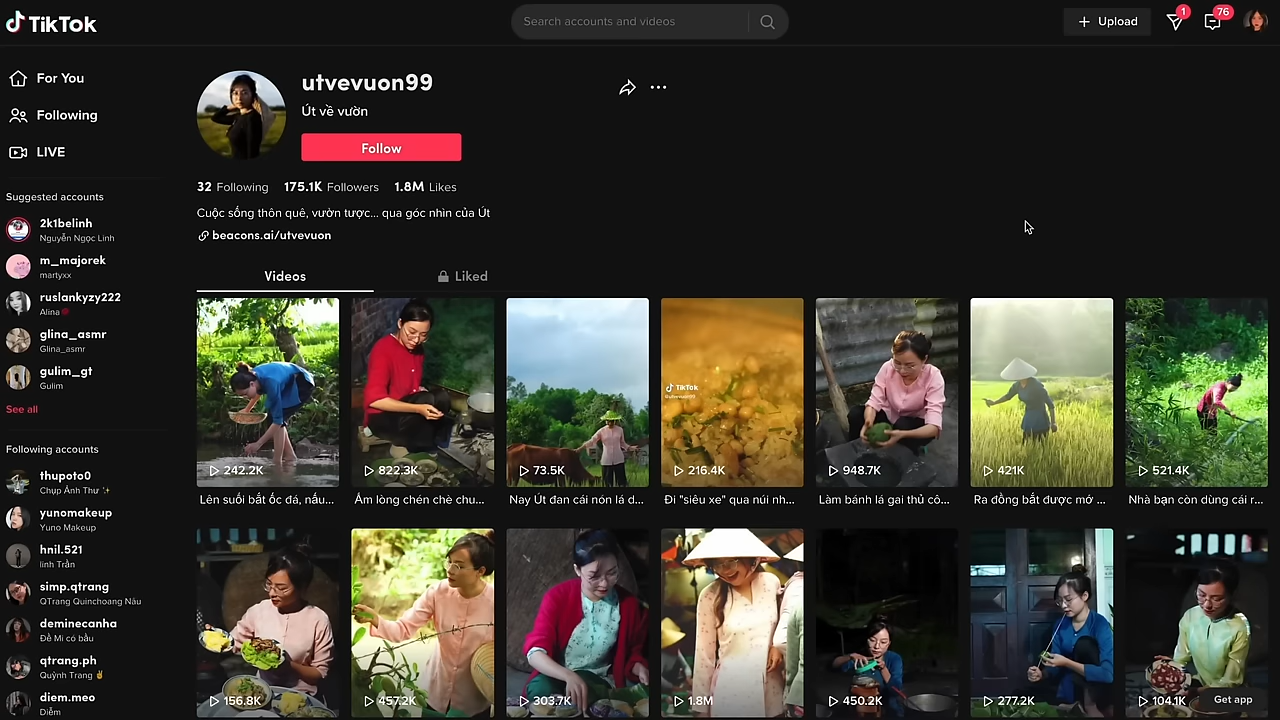 TikTok
Search accounts and videos
Upload
1
76
For You
Following
LIVE
Suggested accounts
2k1belinh
Nguyễn Ngọc Linh
m_majorek
martyxx
ruslankyzy222
Alina
glina_asmr
Glina_asmr
gulim_gt
Gulim
See all
Following accounts
thupoto0
Chụp Ảnh Thư ✨
yunomakeup
Yuno Makeup
hnil.521
linh Trần
simp.qtrang
QTrang Quinchoang Nâu
deminecanha
Đê Mi có bầu
qtrang.ph
Quỳnh Trang ✌
diem.meo
Diễm
utvevuon99
Út về vườn
Follow
32 Following 175.1K Followers 1.8M Likes
Cuộc sống thôn quê, vườn tược... qua góc nhìn của Út
beacons.ai/utvevuon
Videos
Liked
TikTok
@utvevuon99
242.2K
822.3K
73.5K
216.4K
948.7K
421K
521.4K
Lên suối bắt ốc đá, nấu...
Ấm lòng chén chè chu...
Nay Út đan cái nón lá d...
Đi "siêu xe" qua núi nh...
Làm bánh lá gai thủ cô...
Ra đồng bắt được mớ ...
Nhà bạn còn dùng cái r...
156.8K
457.2K
303.7K
1.8M
450.2K
277.2K
104.1K
Get app